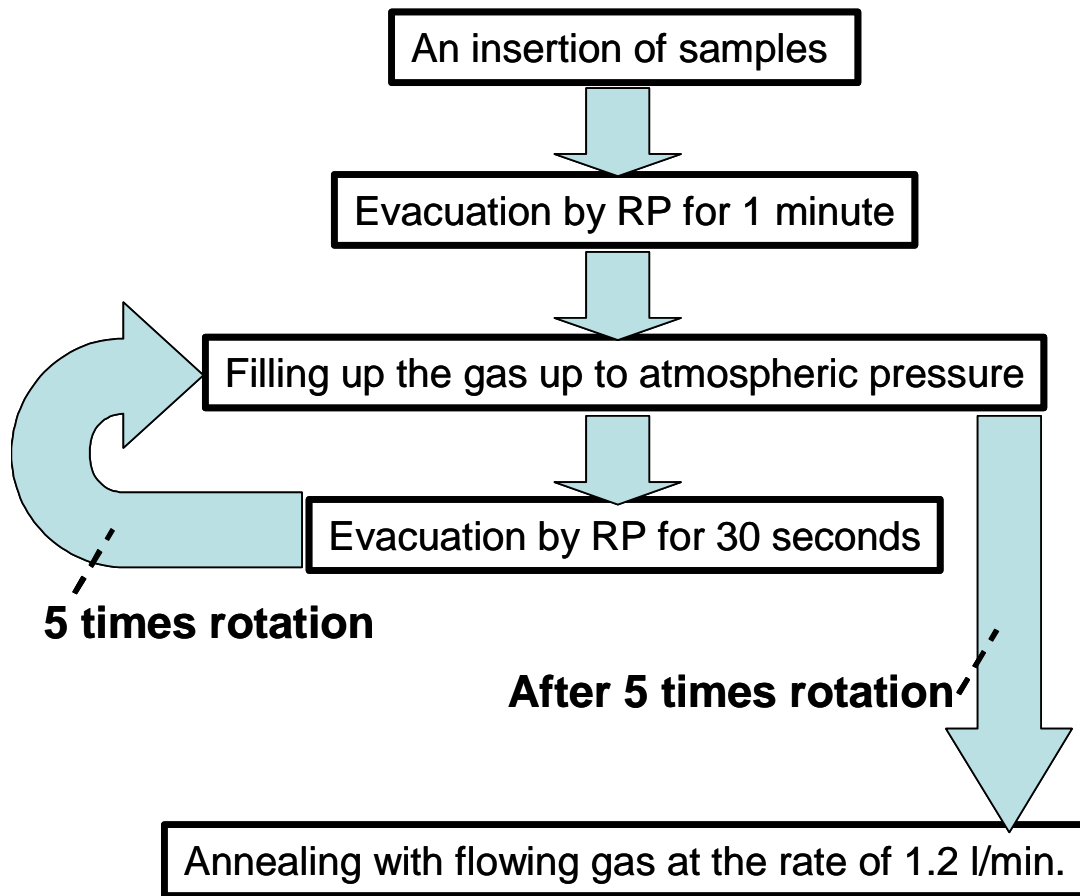 An insertion of samples
Evacuation by RP for 1 minute
Filling up the gas up to atmospheric pressure
Evacuation by RP for 30 seconds
5 times rotation
After 5 times rotation
Annealing with flowing gas at the rate of 1.2 l/min.